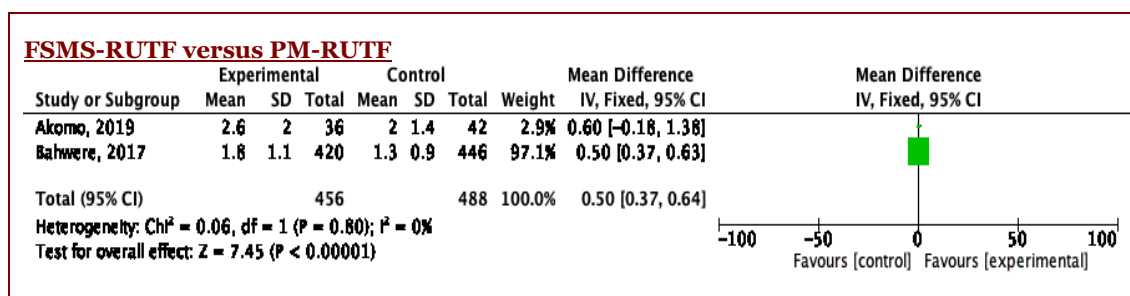 FSMS-RUTF versus PM-RUTF
Experimental Control Mean Difference Mean Difference
Study or Subgroup Mean SD Total Mean SD Total Weight IV, Fixed, 95% CI IV, Fixed, 95% CI
Akomo, 2019 2.6 2 36 2 1.4 42 2.9% 0.60 [-0.18, 1.38]
Bahwere, 2017 1.8 1.1 420 1.3 0.9 446 97.1% 0.50 [0.37, 0.63]
Total (95% CI) 456 488 100.0% 0.50 [0.37, 0.64]
Heterogeneity: Chi² = 0.06, df = 1 (P = 0.80); I² = 0%
Test for overall effect: Z = 7.45 (P < 0.00001)
-100 -50 0 50 100
Favours [control] Favours [experimental]